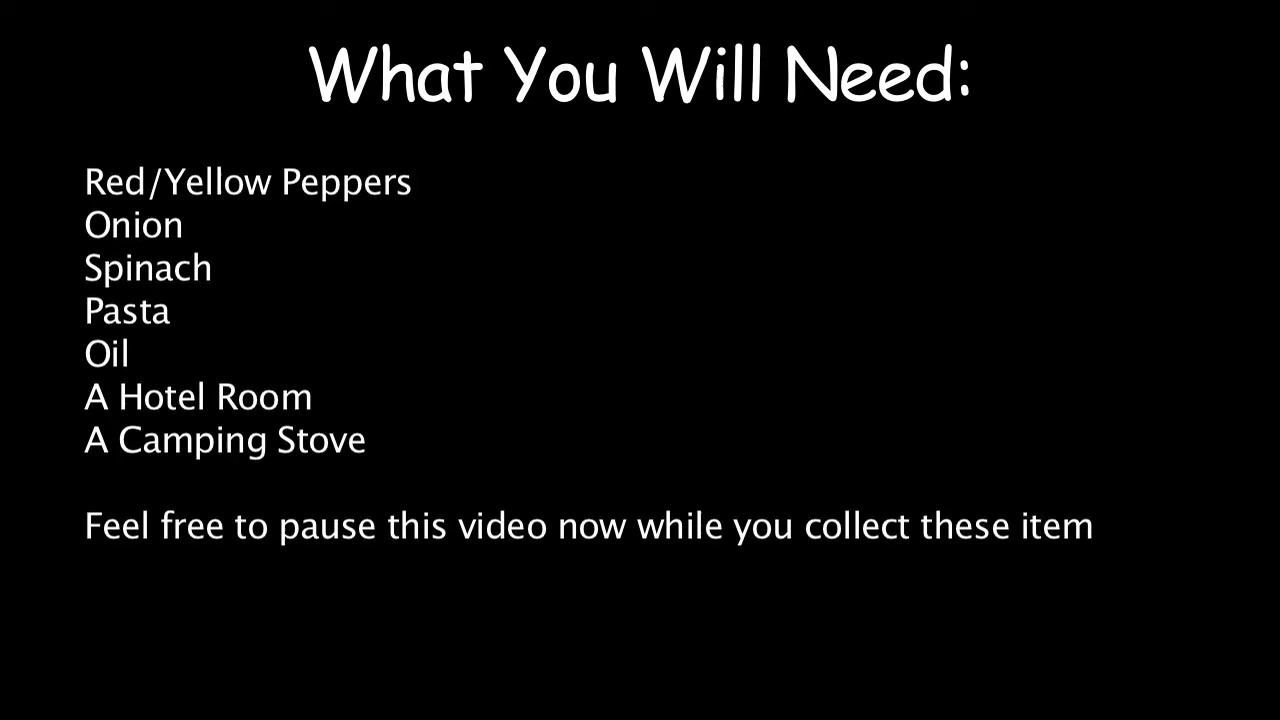 What You Will Need:
Red/Yellow Peppers
Onion
Spinach
Pasta
Oil
A Hotel Room
A Camping Stove
Feel free to pause this video now while you collect these item